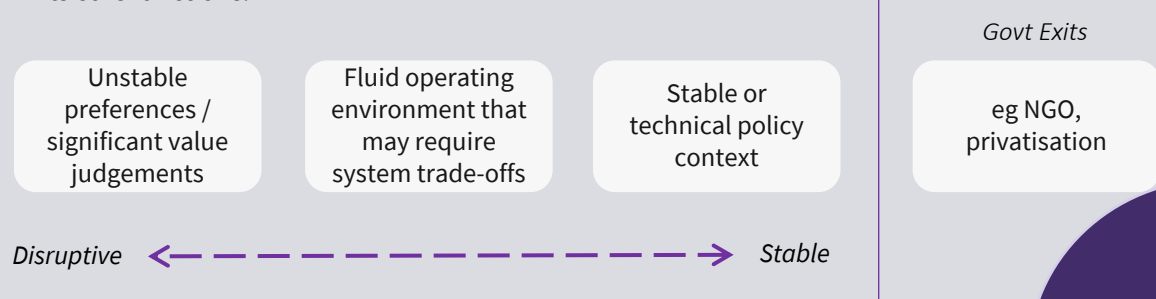 Govt Exits
Unstable
preferences /
significant value
judgements
Fluid operating
environment that
may require
system trade-offs
Stable or
technical policy
context
eg NGO,
privatisation
Disruptive
Stable